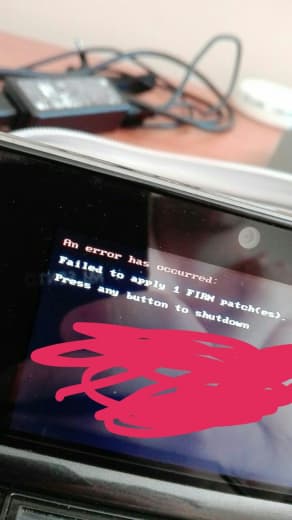 An error has occurred:
Failed to apply 1 FIRM patch(es).
Press any button to shutdown